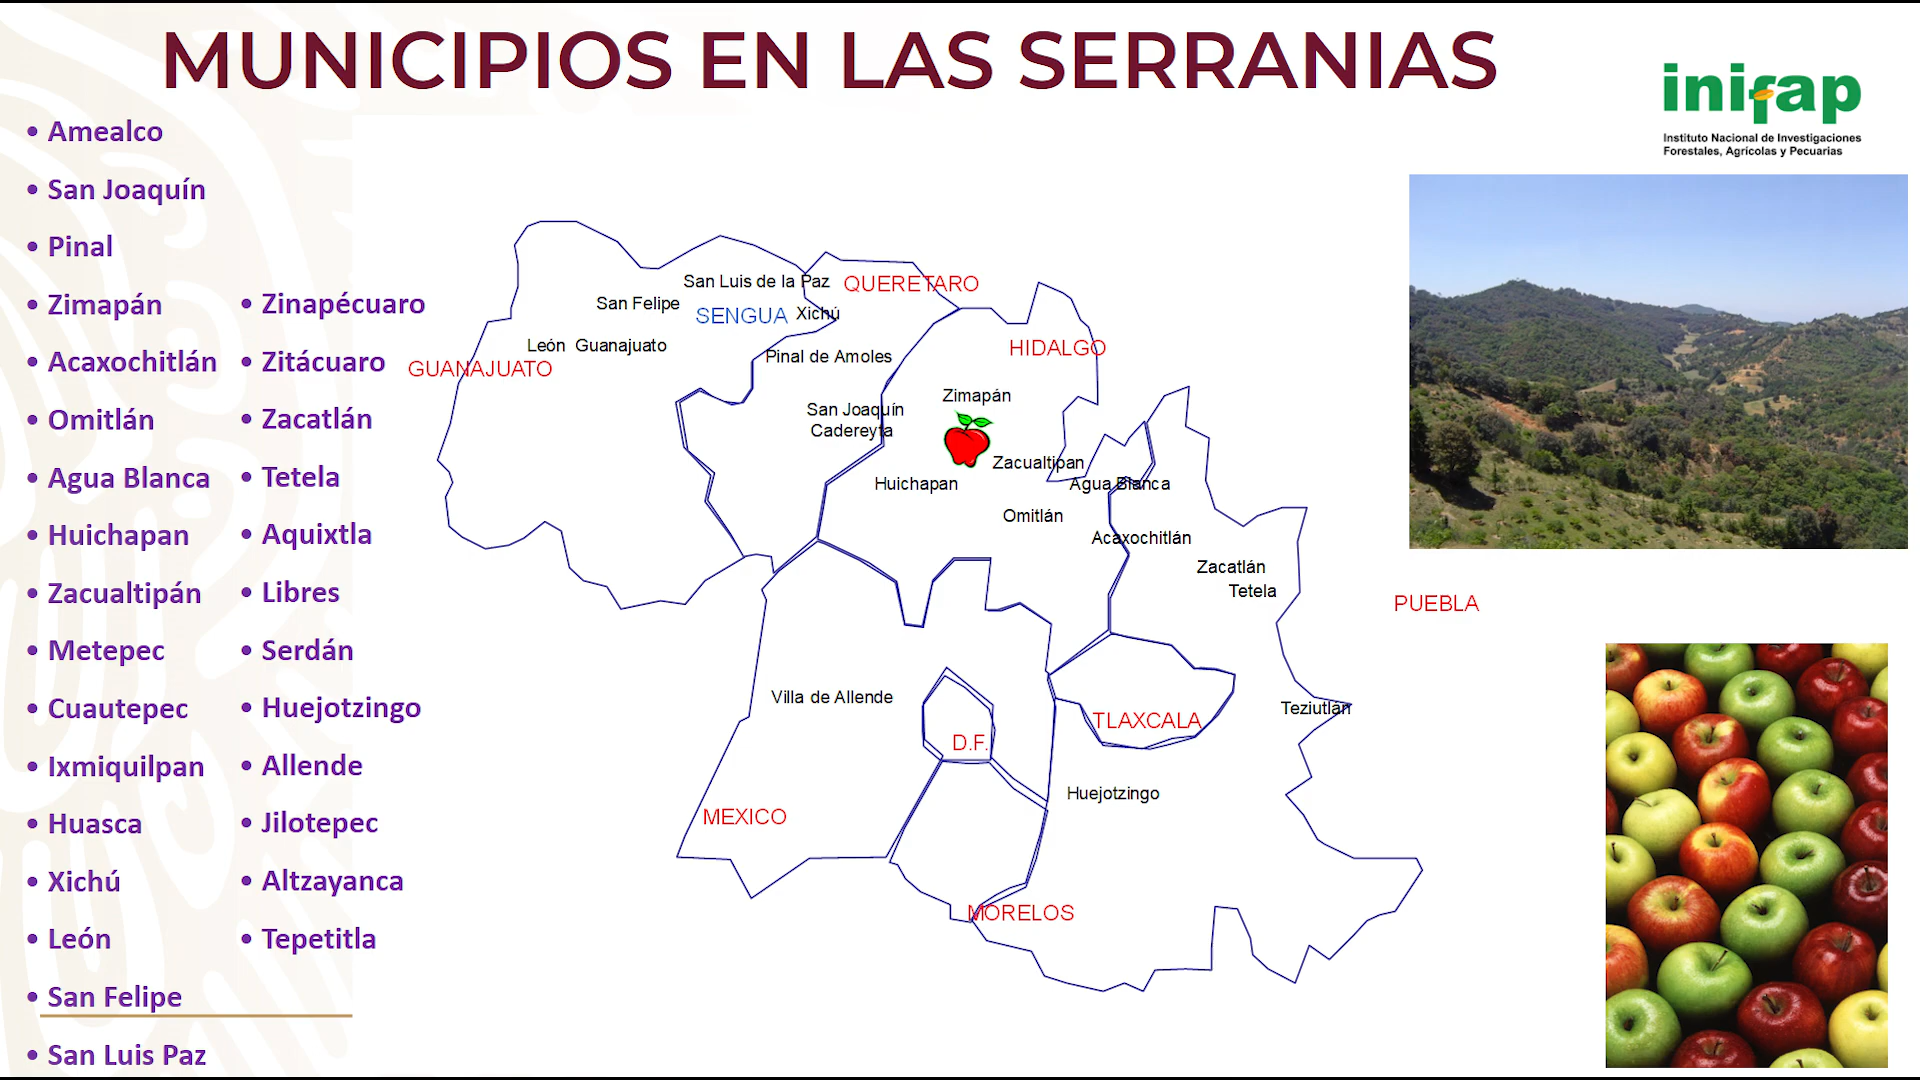 MUNICIPIOS EN LAS SERRANIAS
inifap
Instituto Nacional de Investigaciones
Forestales, Agrícolas y Pecuarias
• Amealco
• San Joaquín
• Pinal
• Zimapán
• Acaxochitlán
• Omitlán
• Agua Blanca
• Huichapan
• Zacualtipán
• Metepec
• Cuautepec
• Ixmiquilpan
• Huasca
• Xichú
• León
• San Felipe
• San Luis Paz
• Zinapécuaro
• Zitácuaro
• Zacatlán
• Tetela
• Aquixtla
• Libres
• Serdán
• Huejotzingo
• Allende
• Jilotepec
• Altzayanca
• Tepetitla
San Luis de la Paz
QUERETARO
San Felipe
SENGUA
Xichú
León
Guanajuato
GUANAJUATO
Pinal de Amoles
HIDALGO
Zimapán
San Joaquín
Cadereyta
Zacualtipan
Huichapan
Agua Blanca
Omitlán
Acaxochitlán
Zacatlán
Tetela
PUEBLA
Villa de Allende
Teziutlán
TLAXCALA
D.F.
Huejotzingo
MEXICO
MORELOS